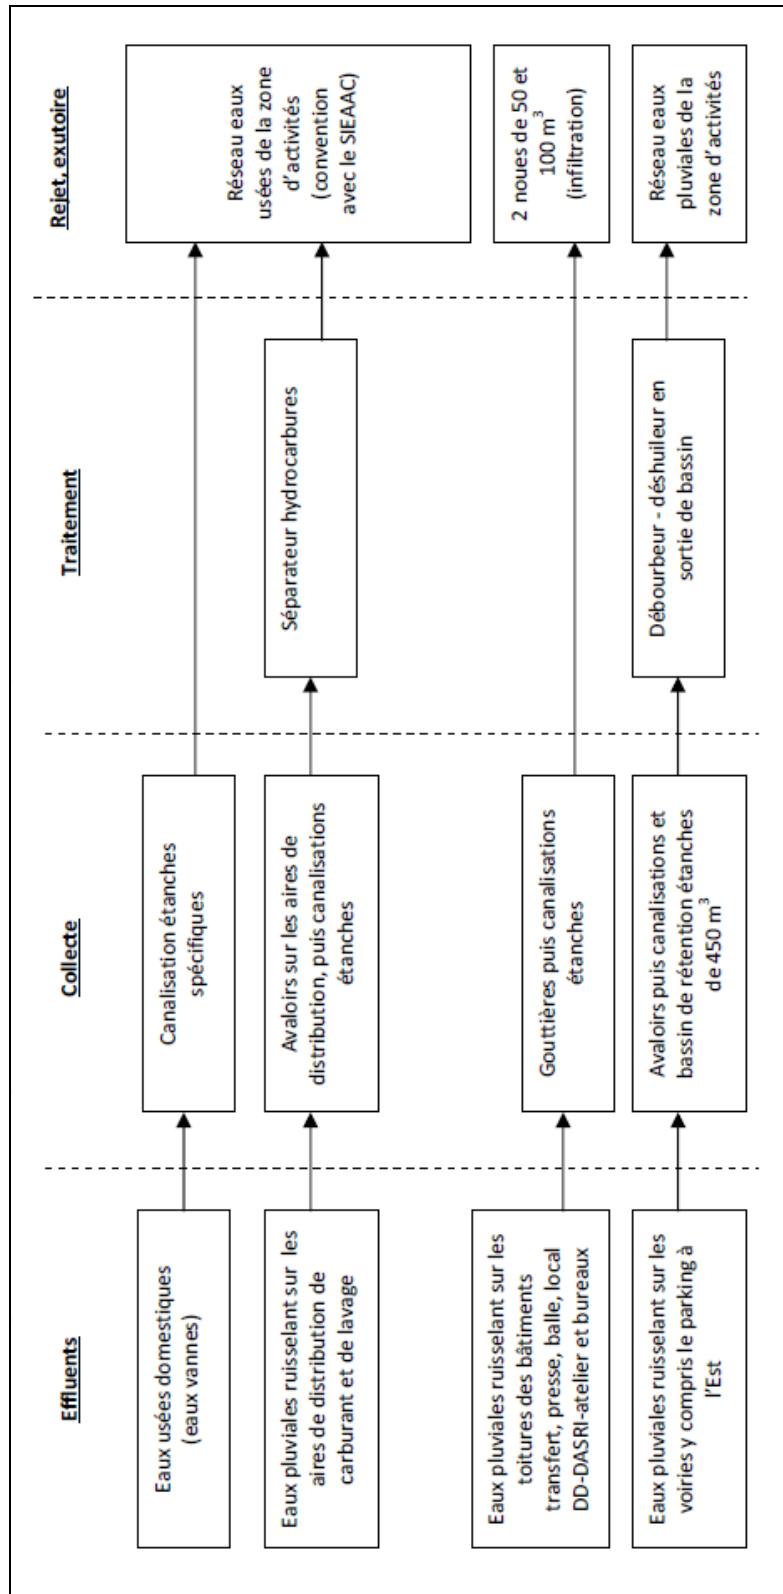 Effluents
Collecte
Traitement
Rejet, exutoire
Eaux usées domestiques
(eaux vannes)
Canalisation étanches
spécifiques
Réseau eaux
usées de la zone
d'activités
(convention
avec le SIEAAC)
Eaux pluviales ruisselant sur les
aires de distribution de
carburant et de lavage
Avaloirs sur les aires de
distribution, puis canalisations
étanches
Séparateur hydrocarbures
Eaux pluviales ruisselant sur les
toitures des bâtiments
transfert, presse, balle, local
DD-DASRI-atelier et bureaux
Gouttières puis canalisations
étanches
2 noues de 50 et
100 m³
(infiltration)
Eaux pluviales ruisselant sur les
voiries y compris le parking à
l'Est
Avaloirs puis canalisations et
bassin de rétention étanches
de 450 m³
Débourbeur - déshuileur en
sortie de bassin
Réseau eaux
pluviales de la
zone d'activités